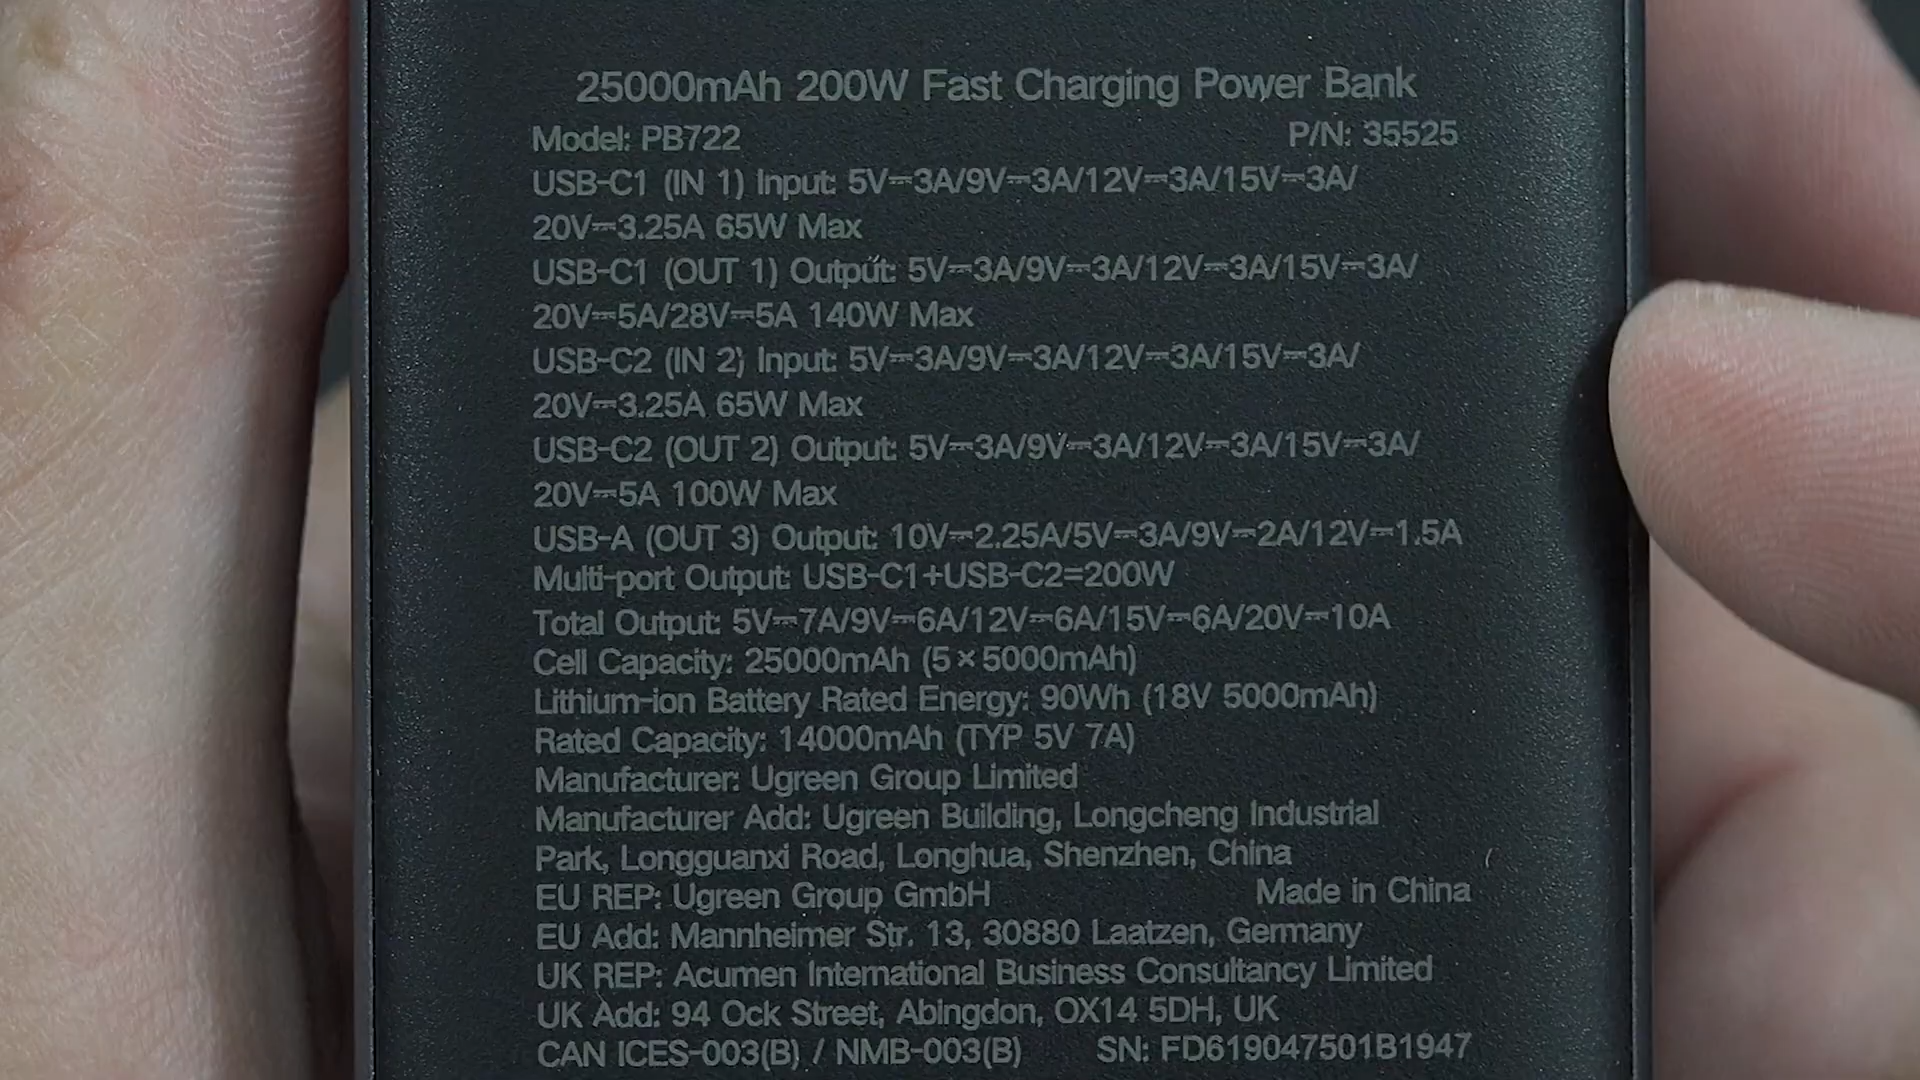 25000mAh 200W Fast Charging Power Bank
Model: PB722 P/N: 35525
USB-C1 (IN 1) Input: 5V⎓3A/9V⎓3A/12V⎓3A/15V⎓3A/
20V⎓3.25A 65W Max
USB-C1 (OUT 1) Output: 5V⎓3A/9V⎓3A/12V⎓3A/15V⎓3A/
20V⎓5A/28V⎓5A 140W Max
USB-C2 (IN 2) Input: 5V⎓3A/9V⎓3A/12V⎓3A/15V⎓3A/
20V⎓3.25A 65W Max
USB-C2 (OUT 2) Output: 5V⎓3A/9V⎓3A/12V⎓3A/15V⎓3A/
20V⎓5A 100W Max
USB-A (OUT 3) Output: 10V⎓2.25A/5V⎓3A/9V⎓2A/12V⎓1.5A
Multi-port Output: USB-C1+USB-C2=200W
Total Output: 5V⎓7A/9V⎓6A/12V⎓6A/15V⎓6A/20V⎓10A
Cell Capacity: 25000mAh (5×5000mAh)
Lithium-ion Battery Rated Energy: 90Wh (18V 5000mAh)
Rated Capacity: 14000mAh (TYP 5V 7A)
Manufacturer: Ugreen Group Limited
Manufacturer Add: Ugreen Building, Longcheng Industrial
Park, Longguanxi Road, Longhua, Shenzhen, China
EU REP: Ugreen Group GmbH Made in China
EU Add: Mannheimer Str. 13, 30880 Laatzen, Germany
UK REP: Acumen International Business Consultancy Limited
UK Add: 94 Ock Street, Abingdon, OX14 5DH, UK
CAN ICES-003(B) / NMB-003(B) SN: FD619047501B1947